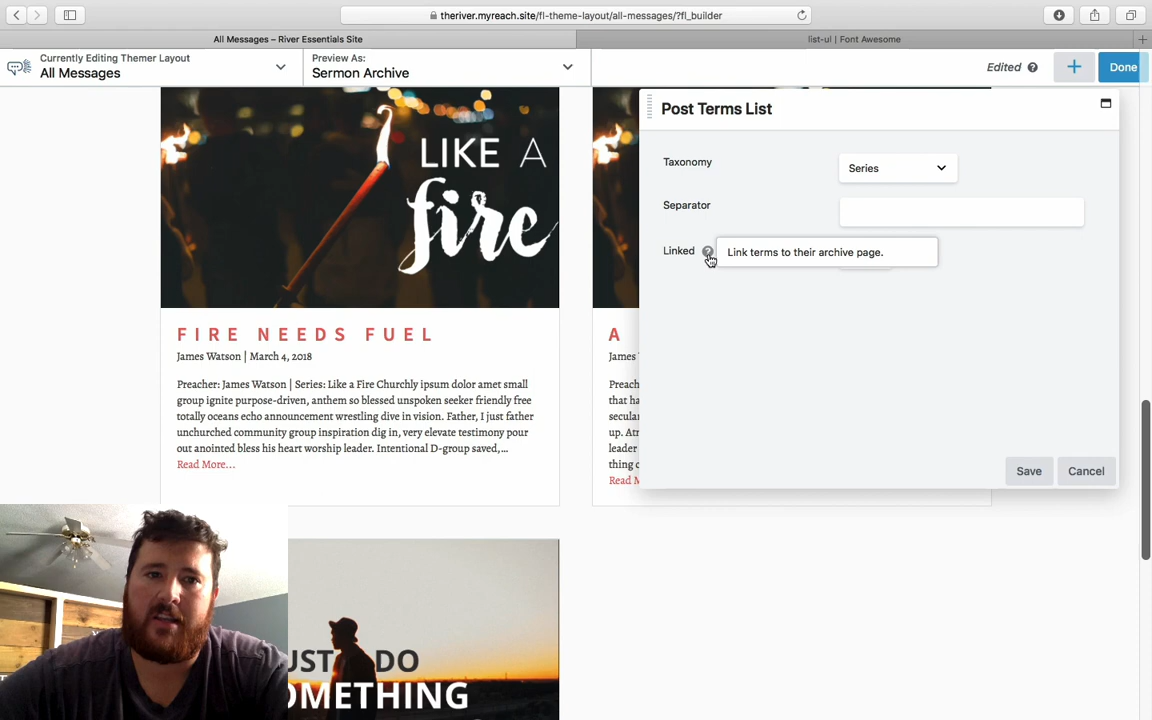 theriver.myreach.site/fl-theme-layout/all-messages/?fl_builder
All Messages – River Essentials Site
list-ul | Font Awesome
Currently Editing Themer Layout
All Messages
Preview As:
Sermon Archive
Edited
Done
LIKE A
fire
FIRE NEEDS FUEL
James Watson | March 4, 2018
Preacher: James Watson | Series: Like a Fire Churchly ipsum dolor amet small
group ignite purpose-driven, anthem so blessed unspoken seeker friendly free
totally oceans echo announcement wrestling dive in vision. Father, I just father
unchurched community group inspiration dig in, very elevate testimony pour
out anointed bless his heart worship leader. Intentional D-group saved,...
Read More...
A
James
Preach
that ha
secular
up. Atr
leader
thing c
Read M
Post Terms List
Taxonomy
Series
Separator
Linked
Link terms to their archive page.
Save
Cancel
UST DO
OMETHING